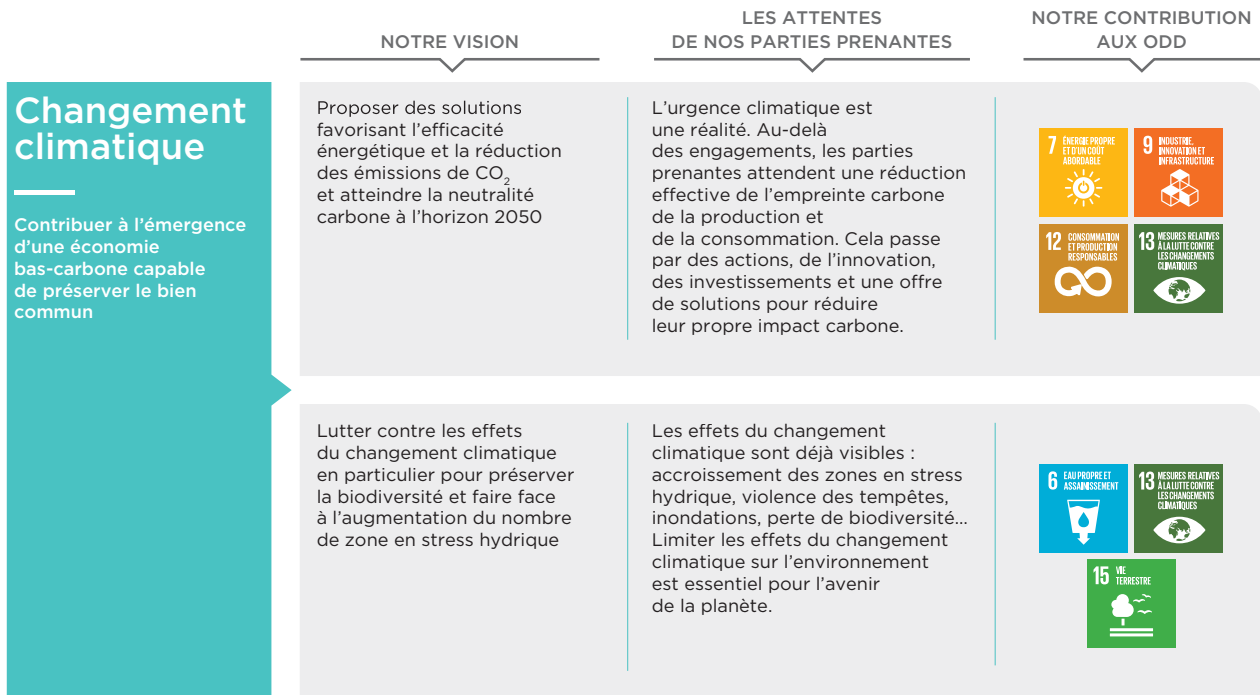 NOTRE VISION
LES ATTENTES
DE NOS PARTIES PRENANTES
NOTRE CONTRIBUTION
AUX ODD
Changement
climatique
Contribuer à l’émergence
d’une économie
bas-carbone capable
de préserver le bien
commun
Proposer des solutions
favorisant l’efficacité
énergétique et la réduction
des émissions de CO₂
et atteindre la neutralité
carbone à l’horizon 2050
L’urgence climatique est
une réalité. Au-delà
des engagements, les parties
prenantes attendent une réduction
effective de l’empreinte carbone
de la production et
de la consommation. Cela passe
par des actions, de l’innovation,
des investissements et une offre
de solutions pour réduire
leur propre impact carbone.
7 ÉNERGIE PROPRE
ET D’UN COÛT
ABORDABLE
9 INDUSTRIE,
INNOVATION ET
INFRASTRUCTURE
12 CONSOMMATION
ET PRODUCTION
RESPONSABLES
13 MESURES RELATIVES
À LA LUTTE CONTRE
LES CHANGEMENTS
CLIMATIQUES
Lutter contre les effets
du changement climatique
en particulier pour préserver
la biodiversité et faire face
à l’augmentation du nombre
de zone en stress hydrique
Les effets du changement
climatique sont déjà visibles :
accroissement des zones en stress
hydrique, violence des tempêtes,
inondations, perte de biodiversité...
Limiter les effets du changement
climatique sur l’environnement
est essentiel pour l’avenir
de la planète.
6 EAU PROPRE ET
ASSAINISSEMENT
13 MESURES RELATIVES
À LA LUTTE CONTRE
LES CHANGEMENTS
CLIMATIQUES
15 VIE
TERRESTRE